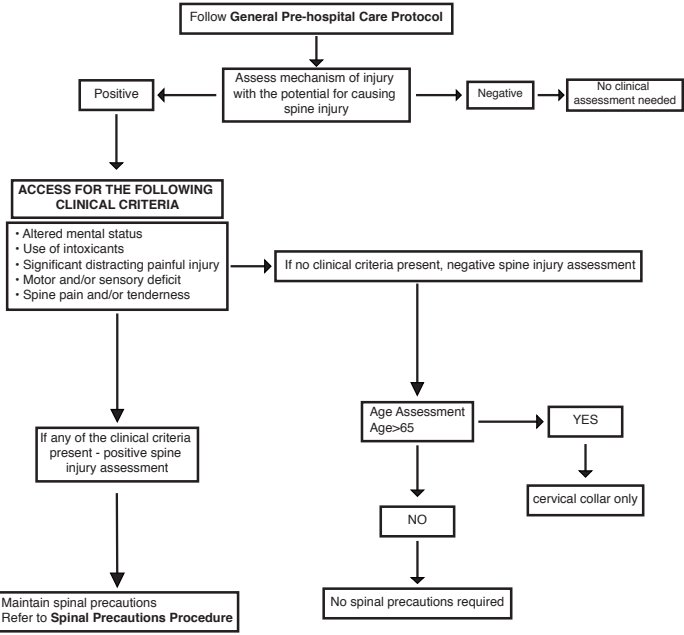 Follow General Pre-hospital Care Protocol
Assess mechanism of injury
with the potential for causing
spine injury
Positive
Negative
No clinical
assessment needed
ACCESS FOR THE FOLLOWING
CLINICAL CRITERIA
• Altered mental status
• Use of intoxicants
• Significant distracting painful injury
• Motor and/or sensory deficit
• Spine pain and/or tenderness
If no clinical criteria present, negative spine injury assessment
Age Assessment
Age>65
YES
cervical collar only
If any of the clinical criteria
present - positive spine
injury assessment
NO
Maintain spinal precautions
Refer to Spinal Precautions Procedure
No spinal precautions required